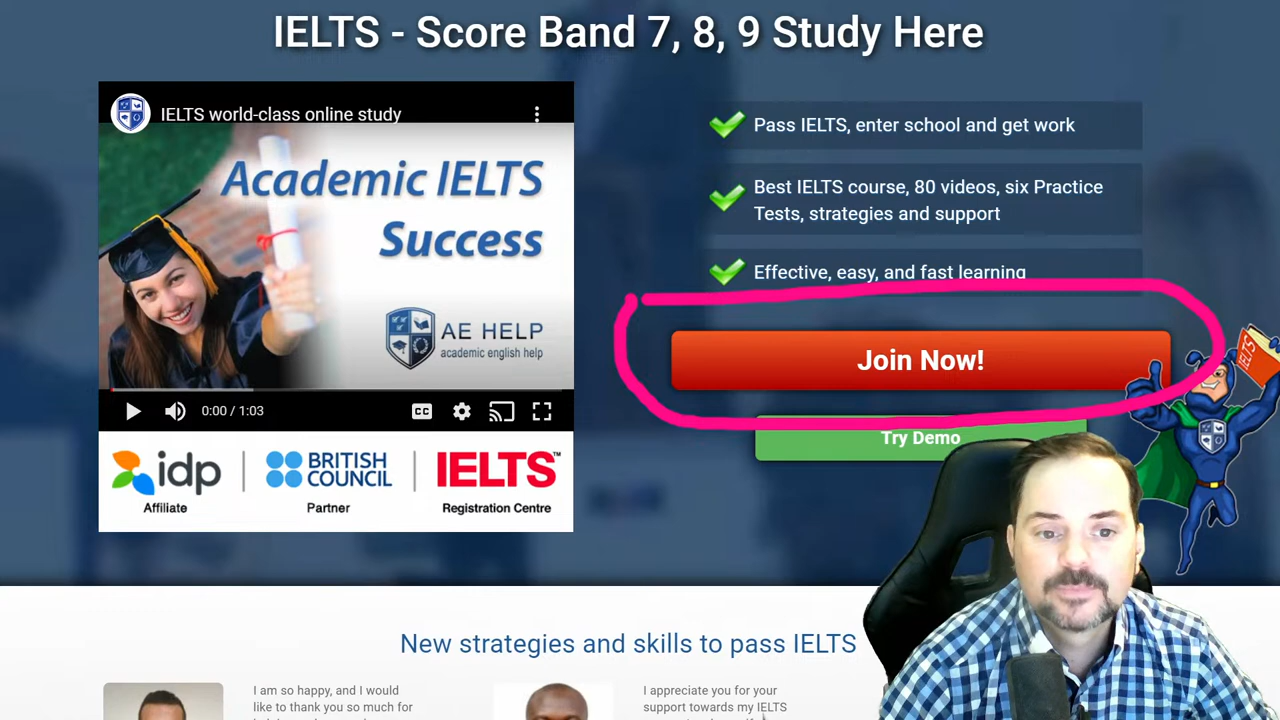 IELTS - Score Band 7, 8, 9 Study Here
IELTS world-class online study
Academic IELTS
Success
AE HELP
academic english help
0:00 / 1:03
CC
idp
Affiliate
BRITISH
COUNCIL
Partner
IELTS™
Registration Centre
Pass IELTS, enter school and get work
Best IELTS course, 80 videos, six Practice
Tests, strategies and support
Effective, easy, and fast learning
Join Now!
Try Demo
IELTS
New strategies and skills to pass IELTS
I am so happy, and I would
like to thank you so much for
I appreciate you for your
support towards my IELTS